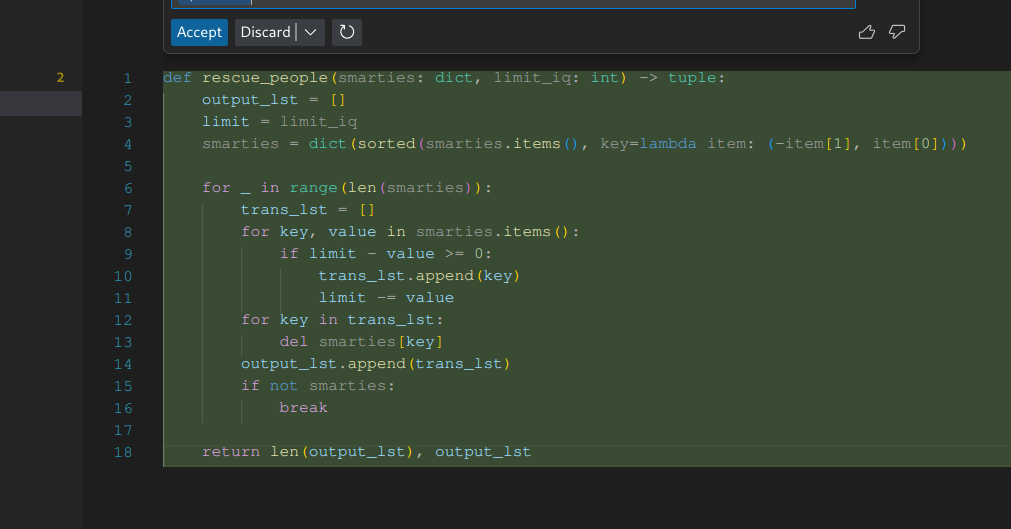 Accept Discard
2
1 def rescue_people(smarties: dict, limit_iq: int) -> tuple:
2     output_lst = []
3     limit = limit_iq
4     smarties = dict(sorted(smarties.items(), key=lambda item: (-item[1], item[0])))
5
6     for _ in range(len(smarties)):
7         trans_lst = []
8         for key, value in smarties.items():
9             if limit - value >= 0:
10                 trans_lst.append(key)
11                 limit -= value
12         for key in trans_lst:
13             del smarties[key]
14         output_lst.append(trans_lst)
15         if not smarties:
16             break
17
18     return len(output_lst), output_lst